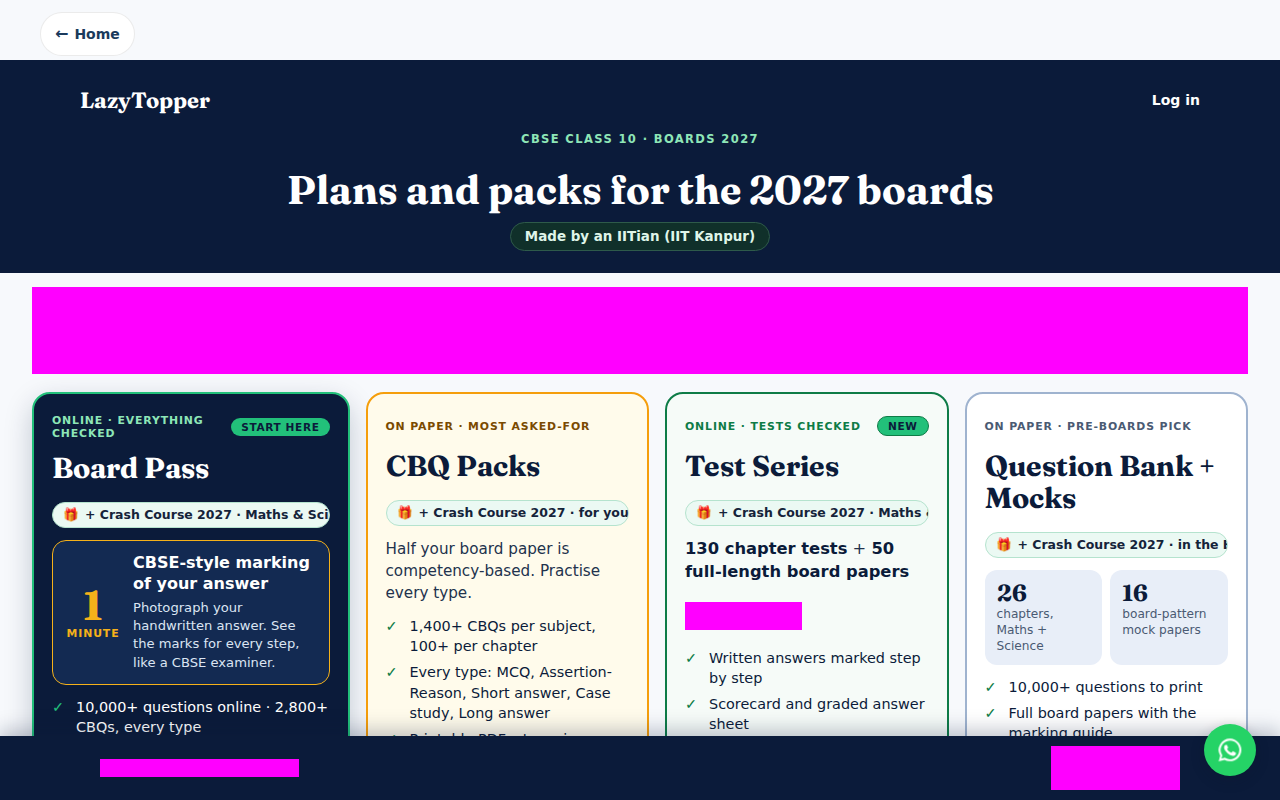 ← Home
LazyTopper
Log in
CBSE CLASS 10 · BOARDS 2027
Plans and packs for the 2027 boards
Made by an IITian (IIT Kanpur)
ONLINE · EVERYTHING
CHECKED
START HERE
Board Pass
🎁 + Crash Course 2027 · Maths & Sci
1
MINUTE
CBSE-style marking
of your answer
Photograph your
handwritten answer. See
the marks for every step,
like a CBSE examiner.
✓ 10,000+ questions online · 2,800+
CBQs, every type
ON PAPER · MOST ASKED-FOR
CBQ Packs
🎁 + Crash Course 2027 · for you
Half your board paper is
competency-based. Practise
every type.
✓ 1,400+ CBQs per subject,
100+ per chapter
✓ Every type: MCQ, Assertion-
Reason, Short answer, Case
study, Long answer
ONLINE · TESTS CHECKED
NEW
Test Series
🎁 + Crash Course 2027 · Maths
130 chapter tests + 50
full-length board papers
✓ Written answers marked step
by step
✓ Scorecard and graded answer
sheet
ON PAPER · PRE-BOARDS PICK
Question Bank +
Mocks
🎁 + Crash Course 2027 · in the
26
chapters,
Maths +
Science
16
board-pattern
mock papers
✓ 10,000+ questions to print
✓ Full board papers with the
marking guide